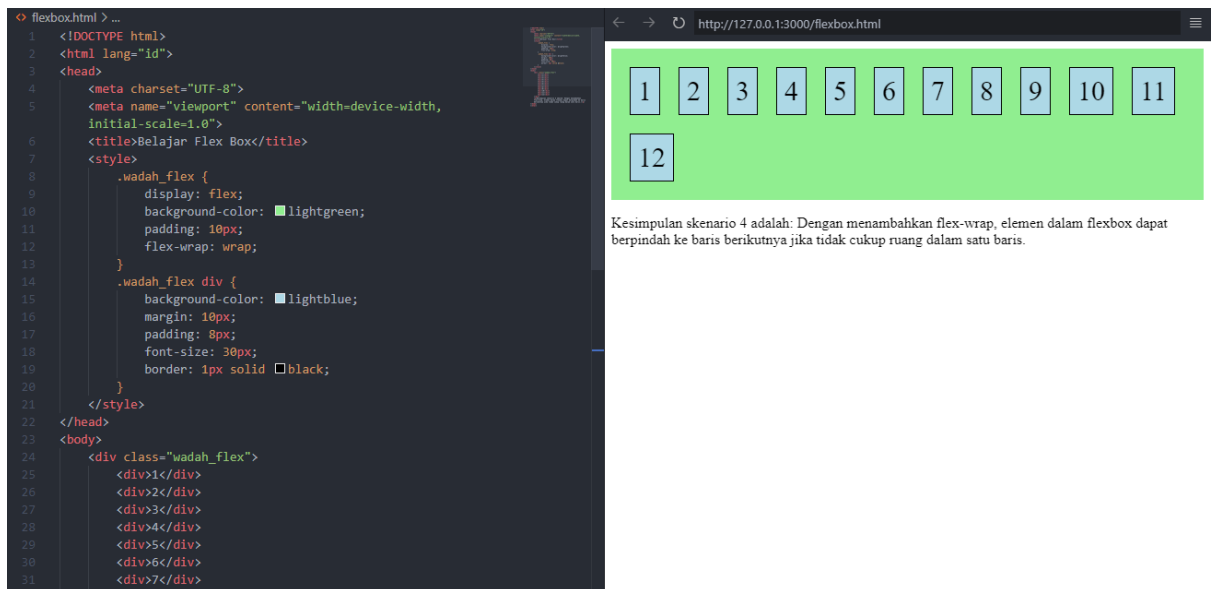 flexbox.html > ...
1 <!DOCTYPE html>
2 <html lang="id">
3 <head>
4 <meta charset="UTF-8">
5 <meta name="viewport" content="width=device-width,
initial-scale=1.0">
6 <title>Belajar Flex Box</title>
7 <style>
8 .wadah_flex {
9 display: flex;
10 background-color: lightgreen;
11 padding: 10px;
12 flex-wrap: wrap;
13 }
14 .wadah_flex div {
15 background-color: lightblue;
16 margin: 10px;
17 padding: 8px;
18 font-size: 30px;
19 border: 1px solid black;
20 }
21 </style>
22 </head>
23 <body>
24 <div class="wadah_flex">
25 <div>1</div>
26 <div>2</div>
27 <div>3</div>
28 <div>4</div>
29 <div>5</div>
30 <div>6</div>
31 <div>7</div>
http://127.0.0.1:3000/flexbox.html
1 2 3 4 5 6 7 8 9 10 11
12
Kesimpulan skenario 4 adalah: Dengan menambahkan flex-wrap, elemen dalam flexbox dapat
berpindah ke baris berikutnya jika tidak cukup ruang dalam satu baris.